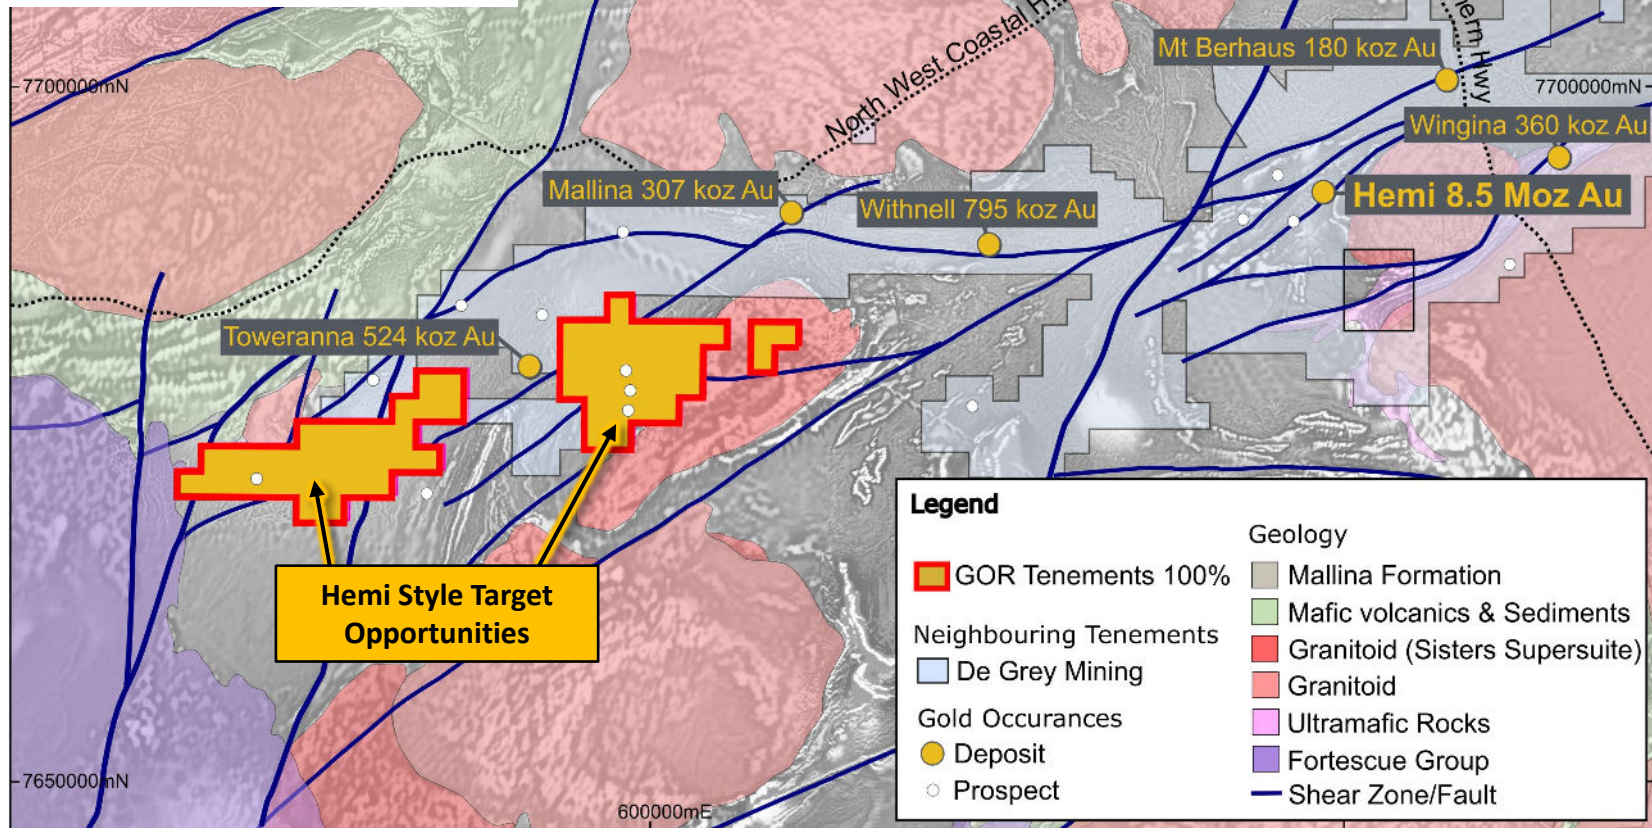 Mt Berhaus 180 koz Au
North West Coastal H
ern Hwy
7700000mN
7700000mN
Wingina 360 koz Au
Mallina 307 koz Au
Withnell 795 koz Au
Hemi 8.5 Moz Au
Toweranna 524 koz Au
Hemi Style Target
Opportunities
7650000mN
600000mE
Legend
GOR Tenements 100%
Neighbouring Tenements
De Grey Mining
Gold Occurances
Deposit
Prospect
Geology
Mallina Formation
Mafic volcanics & Sediments
Granitoid (Sisters Supersuite)
Granitoid
Ultramafic Rocks
Fortescue Group
Shear Zone/Fault